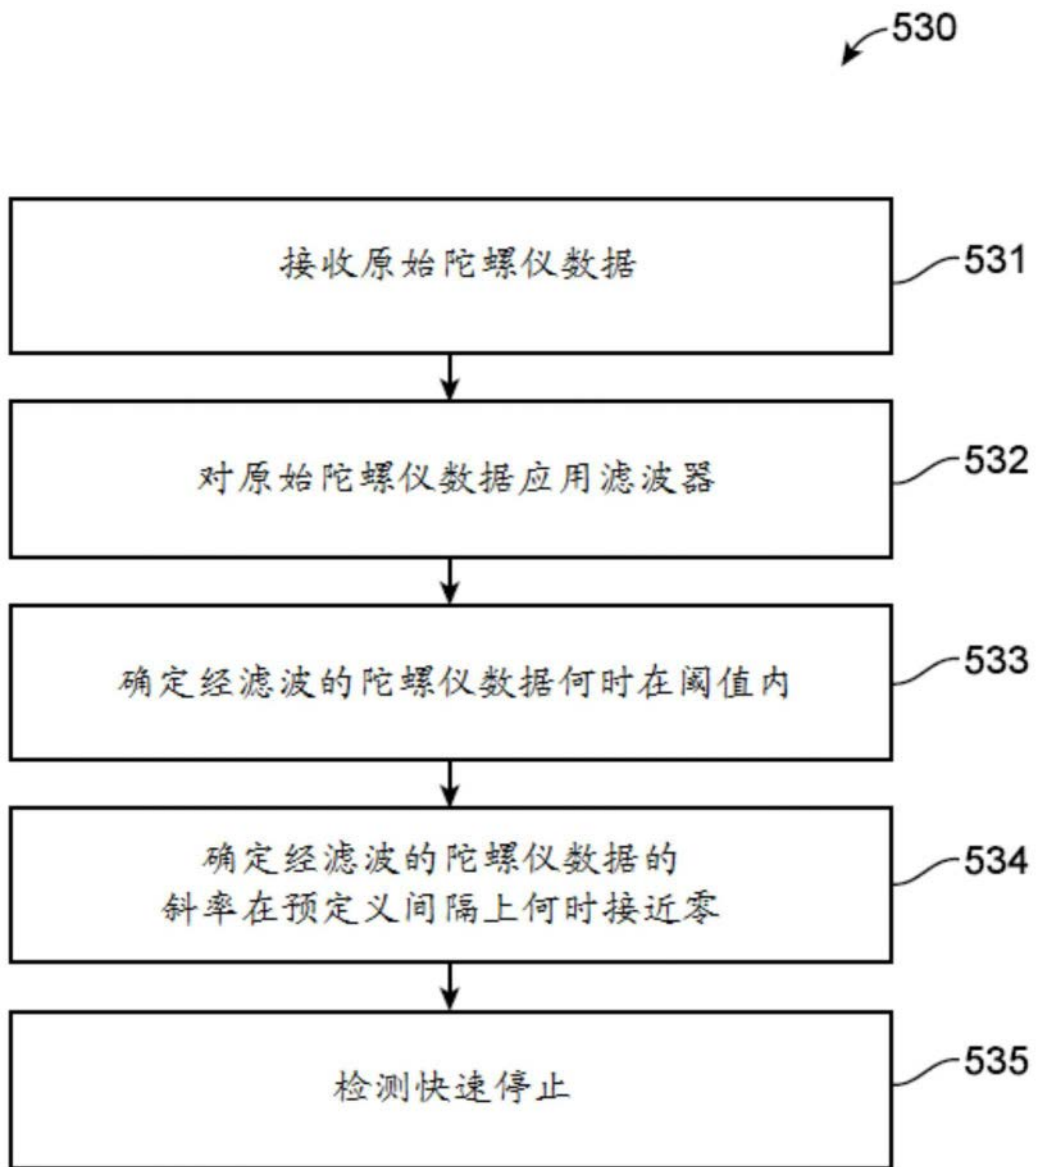 530
接收原始陀螺仪数据
531
对原始陀螺仪数据应用滤波器
532
确定经滤波的陀螺仪数据何时在阈值内
533
确定经滤波的陀螺仪数据的
斜率在预定义间隔上何时接近零
534
检测快速停止
535